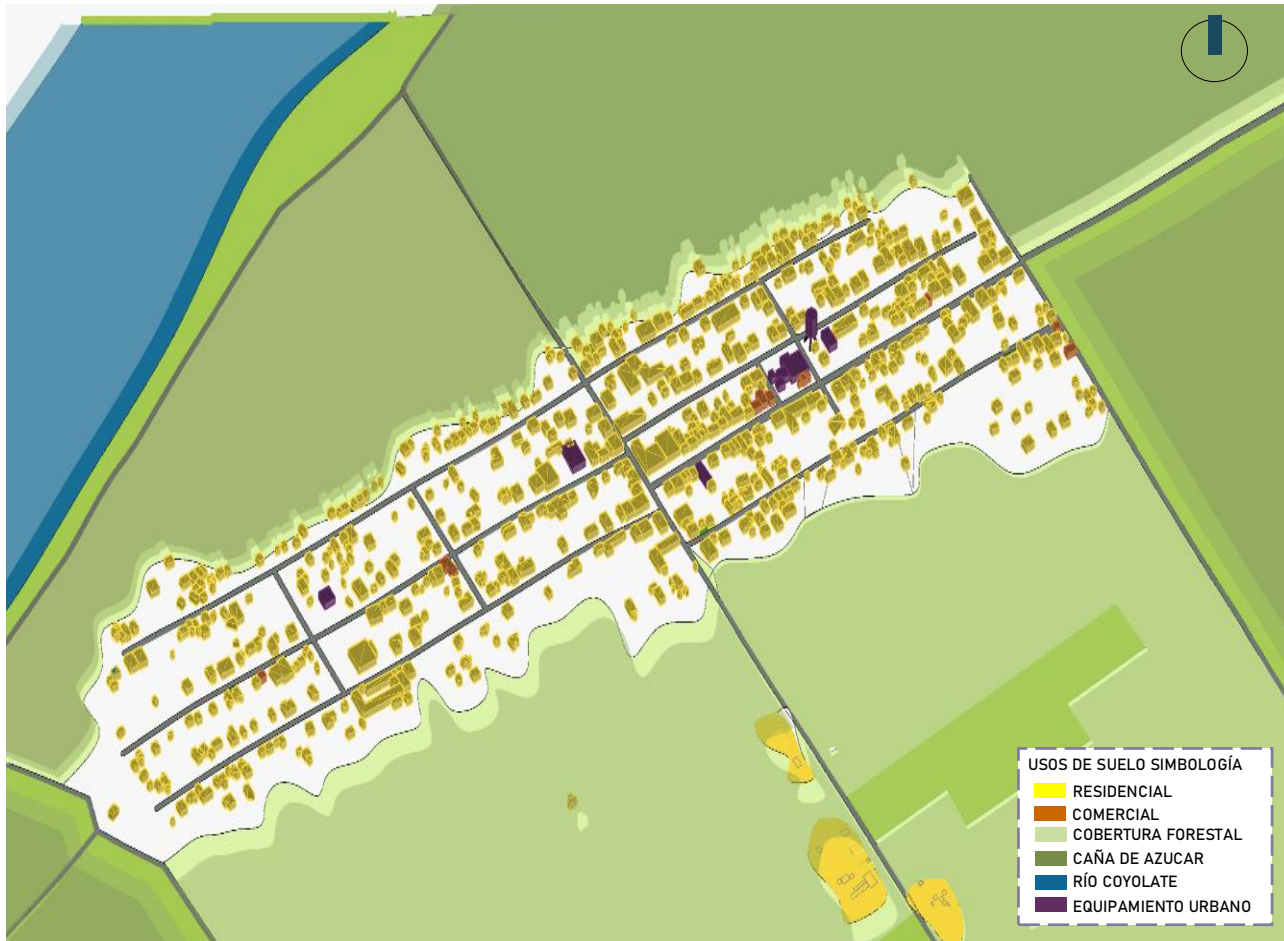 USOS DE SUELO SIMBOLOGÍA
RESIDENCIAL
COMERCIAL
COBERTURA FORESTAL
CAÑA DE AZUCAR
RÍO COYOLATE
EQUIPAMIENTO URBANO